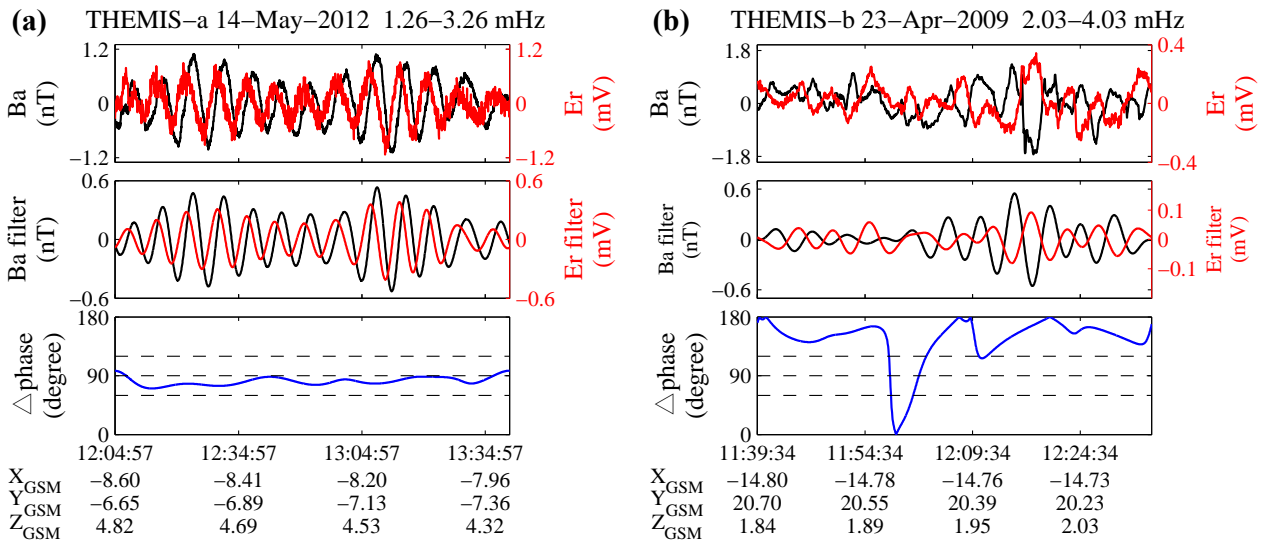 (a) THEMIS−a 14−May−2012 1.26−3.26 mHz
1.2
0
−1.2
Ba
(nT)
1.2
0
−1.2
Er
(mV)
0.6
0
−0.6
Ba filter
(nT)
0.6
0
−0.6
Er filter
(mV)
180
90
0
△phase
(degree)
12:04:57 12:34:57 13:04:57 13:34:57
XGSM −8.60 −8.41 −8.20 −7.96
YGSM −6.65 −6.89 −7.13 −7.36
ZGSM 4.82 4.69 4.53 4.32
(b) THEMIS−b 23−Apr−2009 2.03−4.03 mHz
1.8
0
−1.8
Ba
(nT)
0.4
0
−0.4
Er
(mV)
0.6
0
−0.6
Ba filter
(nT)
0.1
0
−0.1
Er filter
(mV)
180
90
0
△phase
(degree)
11:39:34 11:54:34 12:09:34 12:24:34
XGSM −14.80 −14.78 −14.76 −14.73
YGSM 20.70 20.55 20.39 20.23
ZGSM 1.84 1.89 1.95 2.03